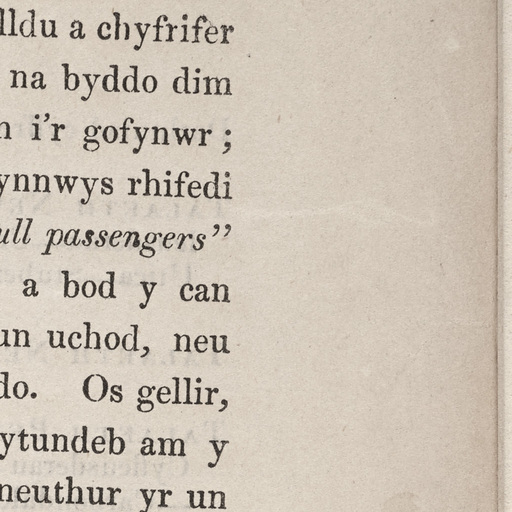 lldu a chyfrifer
na byddo dim
n i'r gofynwr ;
ynnwys rhifedi
ull passengers”
a bod y can
un uchod, neu
do. Os gellir,
ytundeb am y
neuthur yr un